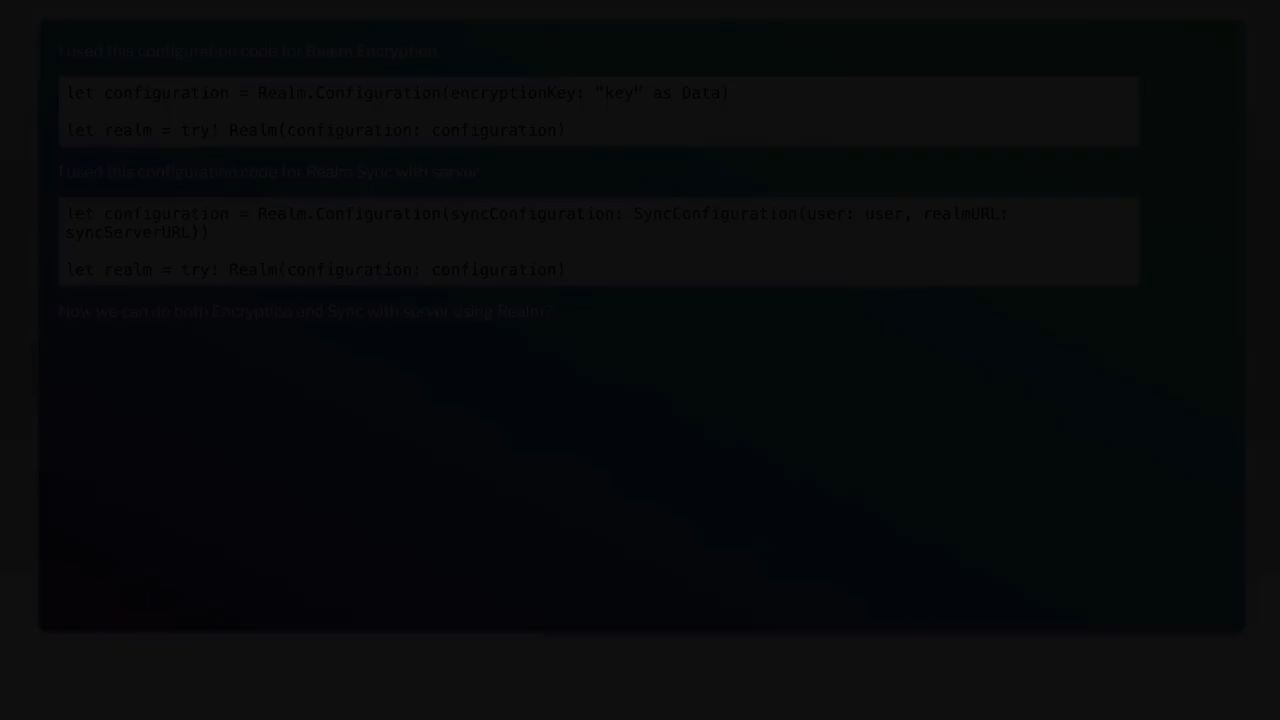 I used this configuration code for Realm Encryption
let configuration = Realm.Configuration(encryptionKey: "key" as Data)
let realm = try! Realm(configuration: configuration)
I used this configuration code for Realm Sync with server
let configuration = Realm.Configuration(syncConfiguration: SyncConfiguration(user: user, realmURL:
syncServerURL))
let realm = try! Realm(configuration: configuration)
Now we can do both Encryption and Sync with server using Realm?